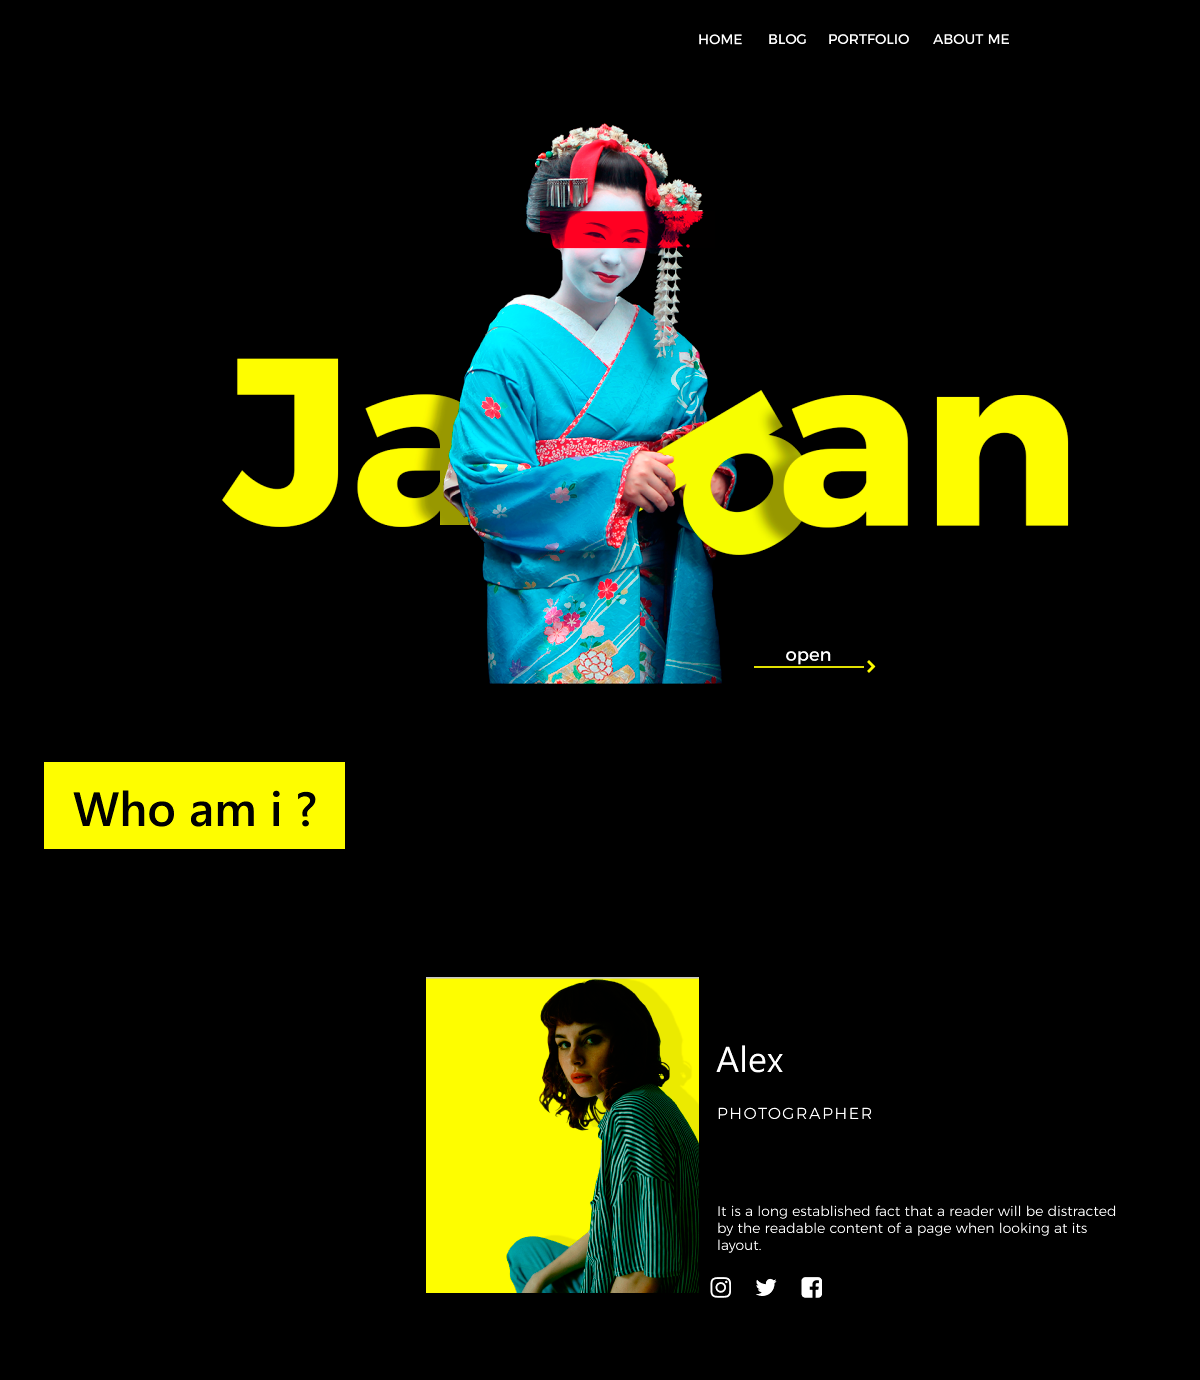 HOME BLOG PORTFOLIO ABOUT ME
Japan
open
Who am i ?
Alex
PHOTOGRAPHER
It is a long established fact that a reader will be distracted
by the readable content of a page when looking at its
layout.